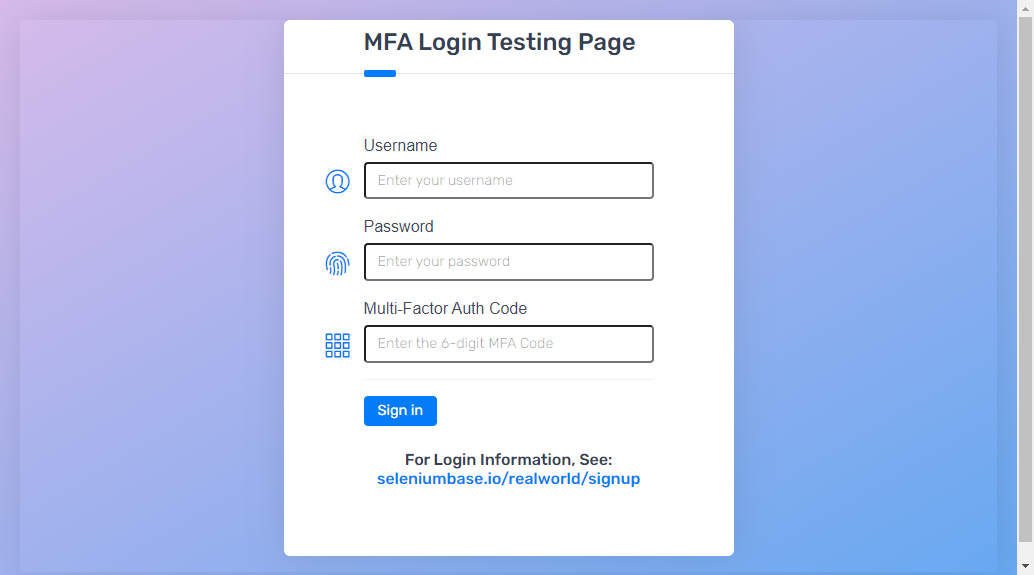 MFA Login Testing Page
Username
Enter your username
Password
Enter your password
Multi-Factor Auth Code
Enter the 6-digit MFA Code
Sign in
For Login Information, See:
seleniumbase.io/realworld/signup